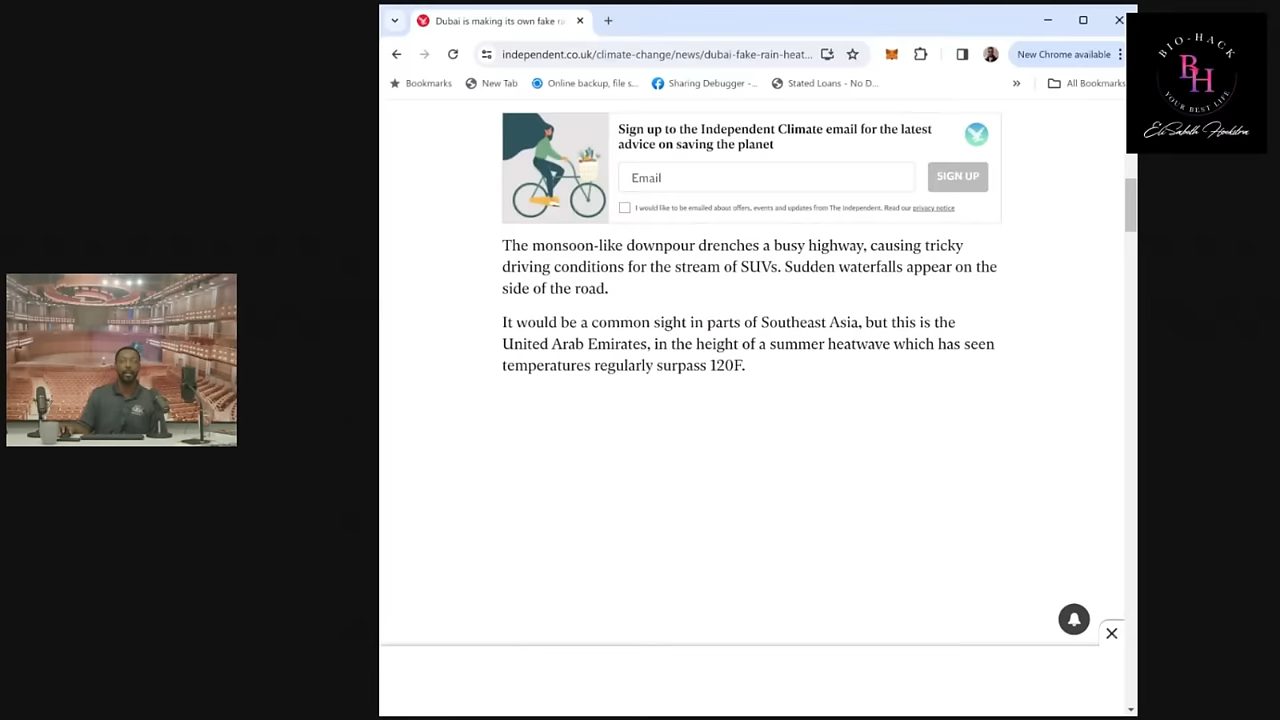 Dubai is making its own fake ra
independent.co.uk/climate-change/news/dubai-fake-rain-heat...
New Chrome available
Bookmarks
New Tab
Online backup, file s...
Sharing Debugger -...
Stated Loans - No D...
»
All Bookmarks
BIO-HACK
BH
YOUR BEST LIFE
EliSabeth Hoekstra
Sign up to the Independent Climate email for the latest
advice on saving the planet
Email
SIGN UP
I would like to be emailed about offers, events and updates from The Independent. Read our privacy notice
The monsoon-like downpour drenches a busy highway, causing tricky
driving conditions for the stream of SUVs. Sudden waterfalls appear on the
side of the road.
It would be a common sight in parts of Southeast Asia, but this is the
United Arab Emirates, in the height of a summer heatwave which has seen
temperatures regularly surpass 120F.